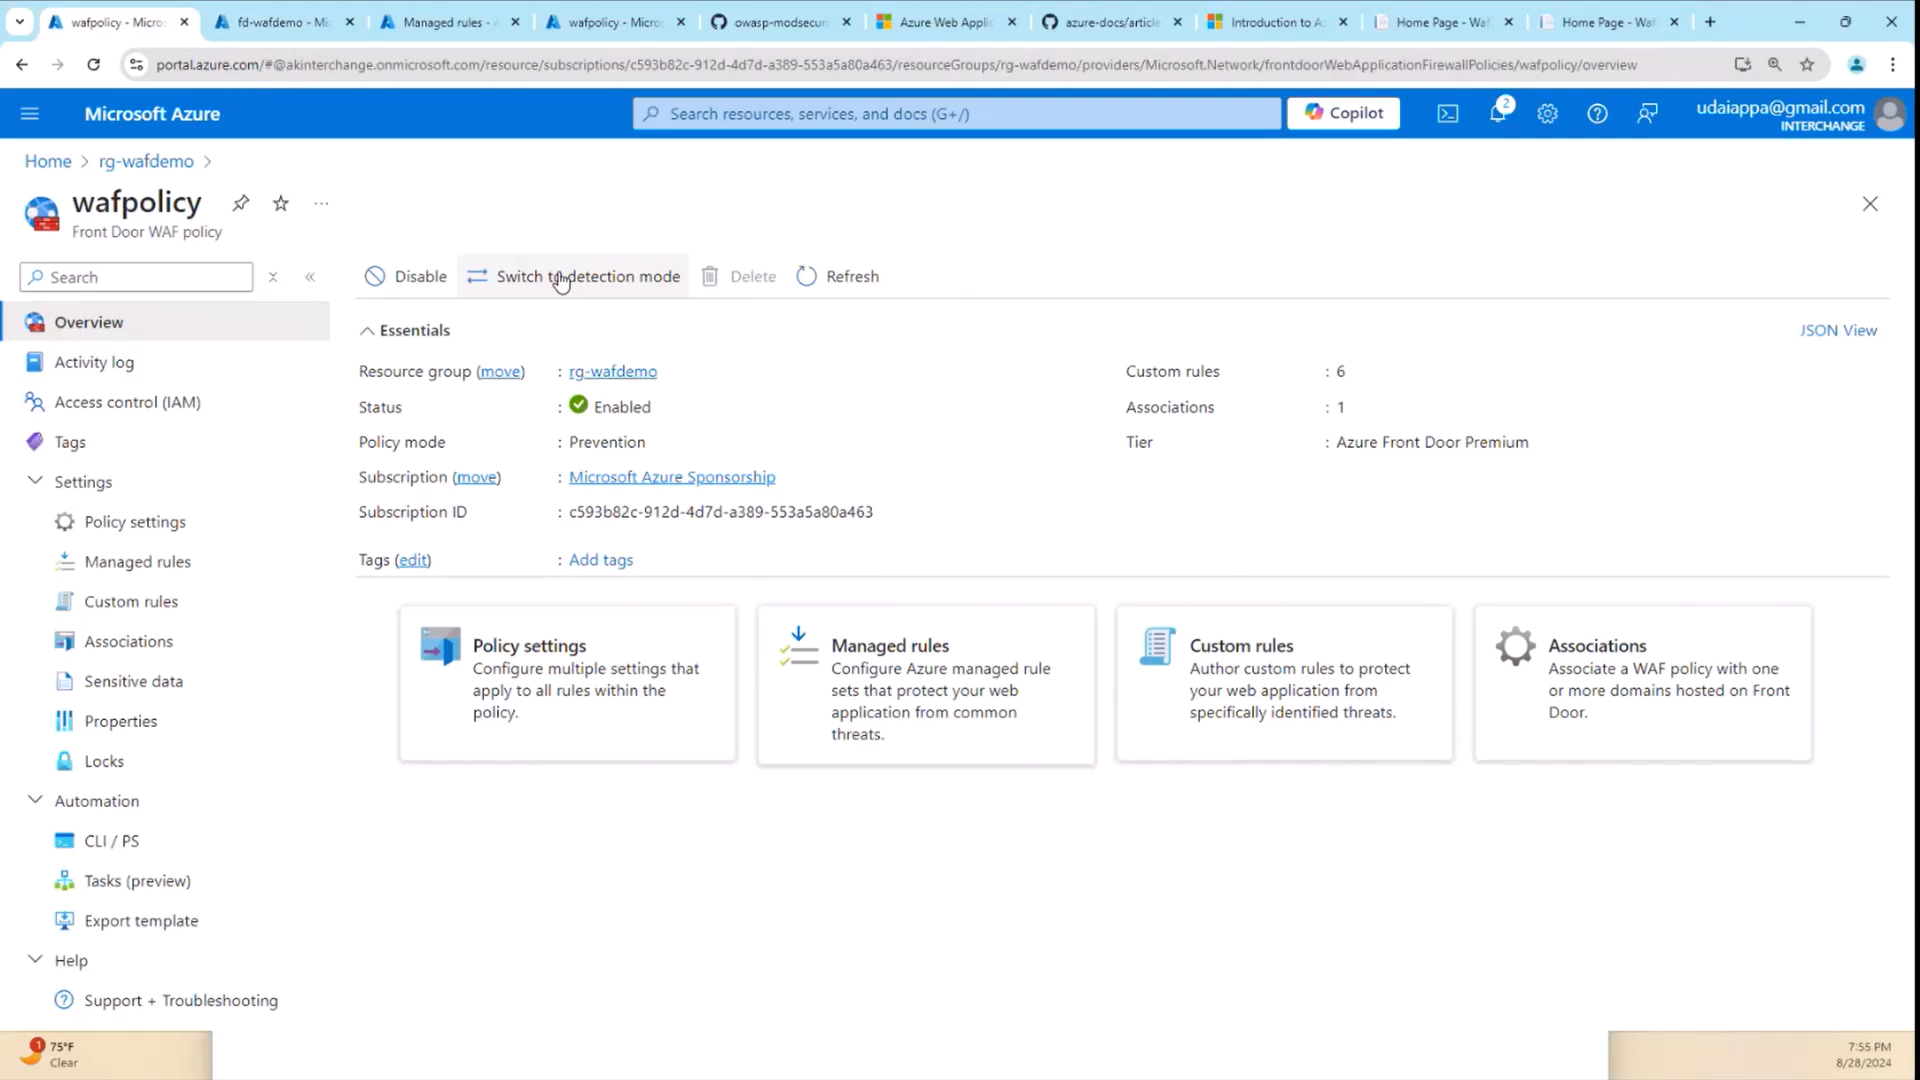 wafpolicy - Micro
fd-wafdemo - Mi
Managed rules - A
wafpolicy - Micro
owasp-modsecuri
Azure Web Applic
azure-docs/article
Introduction to A
Home Page - Waf
Home Page - Waf
portal.azure.com/#@akinterchange.onmicrosoft.com/resource/subscriptions/c593b82c-912d-4d7d-a389-553a5a80a463/resourceGroups/rg-wafdemo/providers/Microsoft.Network/frontdoorWebApplicationFirewallPolicies/wafpolicy/overview
Microsoft Azure
Search resources, services, and docs (G+/)
Copilot
2
udaiappa@gmail.com
INTERCHANGE
Home > rg-wafdemo >
wafpolicy
Front Door WAF policy
Search
Disable
Switch to detection mode
Delete
Refresh
Overview
Activity log
Access control (IAM)
Tags
Settings
Policy settings
Managed rules
Custom rules
Associations
Sensitive data
Properties
Locks
Automation
CLI / PS
Tasks (preview)
Export template
Help
Support + Troubleshooting
Essentials
JSON View
Resource group (move) : rg-wafdemo
Status : Enabled
Policy mode : Prevention
Subscription (move) : Microsoft Azure Sponsorship
Subscription ID : c593b82c-912d-4d7d-a389-553a5a80a463
Tags (edit) : Add tags
Custom rules : 6
Associations : 1
Tier : Azure Front Door Premium
Policy settings
Configure multiple settings that
apply to all rules within the
policy.
Managed rules
Configure Azure managed rule
sets that protect your web
application from common
threats.
Custom rules
Author custom rules to protect
your web application from
specifically identified threats.
Associations
Associate a WAF policy with one
or more domains hosted on Front
Door.
1
75°F
Clear
7:55 PM
8/28/2024